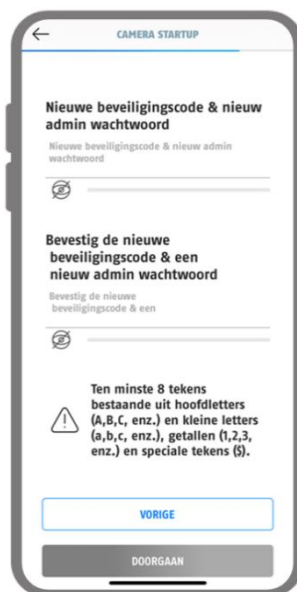 CAMERA STARTUP
Nieuwe beveiligingscode & nieuw
admin wachtwoord
Nieuwe beveiligingscode & nieuw admin
wachtwoord
Bevestig de nieuwe
beveiligingscode & een
nieuw admin wachtwoord
Bevestig de nieuwe
beveiligingscode & een
Ten minste 8 tekens
bestaande uit hoofdletters
(A,B,C, enz.) en kleine letters
(a,b,c, enz.), getallen (1,2,3,
enz.) en speciale tekens ($).
VORIGE
DOORGAAN